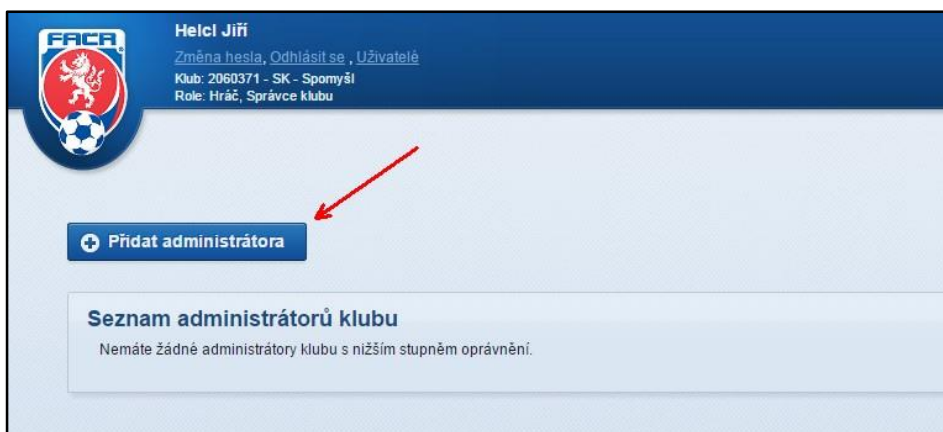 FACR
Helcl Jiří
Změna hesla, Odhlásit se , Uživatelé
Klub: 2060371 - SK - Spomyšl
Role: Hráč, Správce klubu
Přidat administrátora
Seznam administrátorů klubu
Nemáte žádné administrátory klubu s nižším stupněm oprávnění.